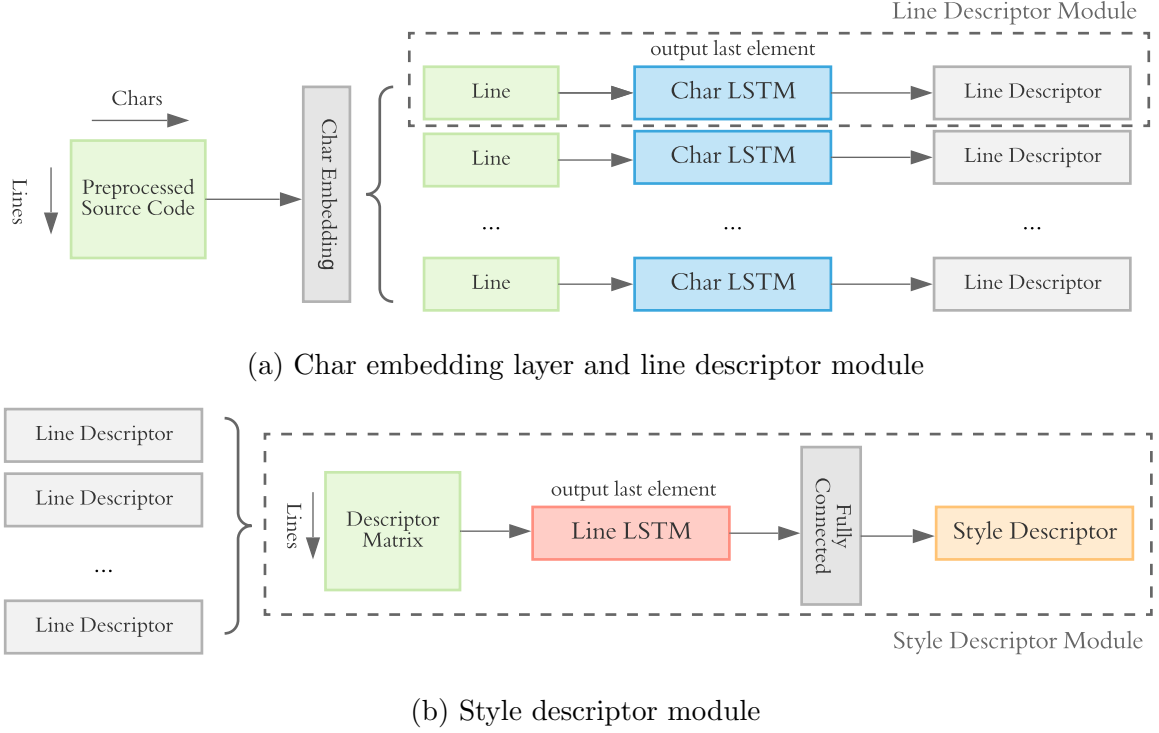 Line Descriptor Module
output last element
Chars
Line
Char LSTM
Line Descriptor
Lines
Preprocessed
Source Code
Char Embedding
Line
Char LSTM
Line Descriptor
...
...
...
Line
Char LSTM
Line Descriptor
(a) Char embedding layer and line descriptor module
Line Descriptor
Line Descriptor
...
Line Descriptor
Lines
Descriptor
Matrix
output last element
Line LSTM
Fully
Connected
Style Descriptor
Style Descriptor Module
(b) Style descriptor module